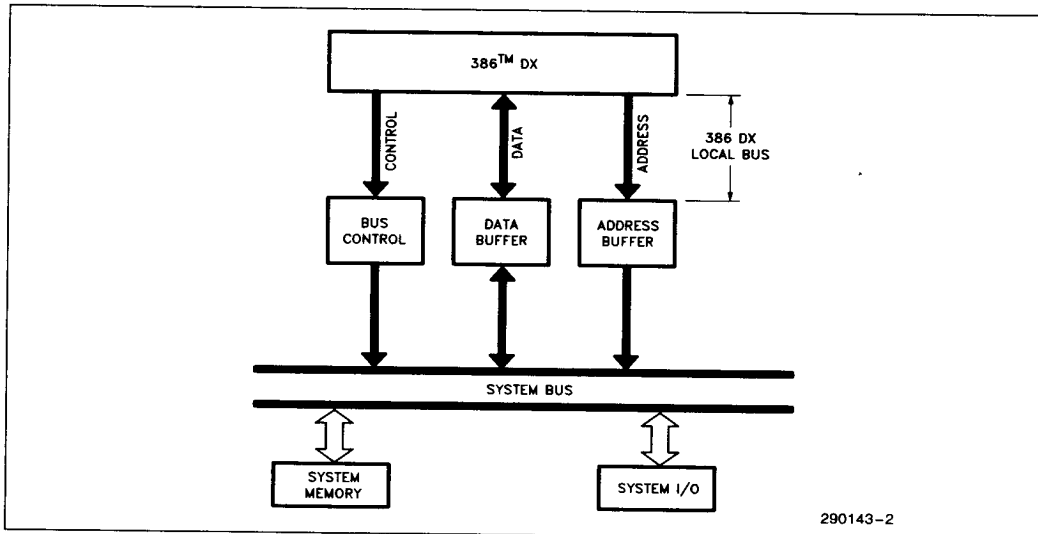 386™ DX
CONTROL
DATA
ADDRESS
386 DX
LOCAL BUS
BUS
CONTROL
DATA
BUFFER
ADDRESS
BUFFER
SYSTEM BUS
SYSTEM
MEMORY
SYSTEM I/O
290143-2